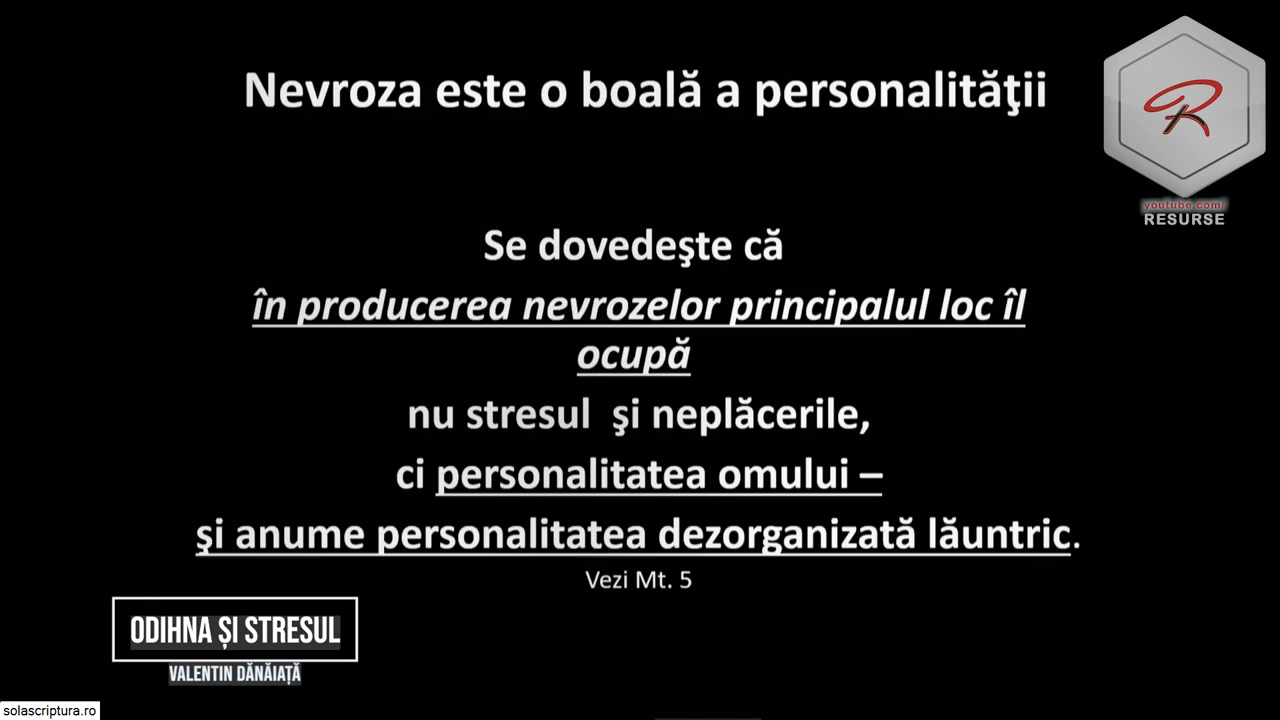 Nevroza este o boală a personalităţii
youtube.com/
RESURSE
Se dovedeşte că
în producerea nevrozelor principalul loc îl
ocupă
nu stresul  şi neplăcerile,
ci personalitatea omului –
şi anume personalitatea dezorganizată lăuntric.
Vezi Mt. 5
ODIHNA ȘI STRESUL
VALENTIN DĂNĂIAȚĂ
solascriptura.ro